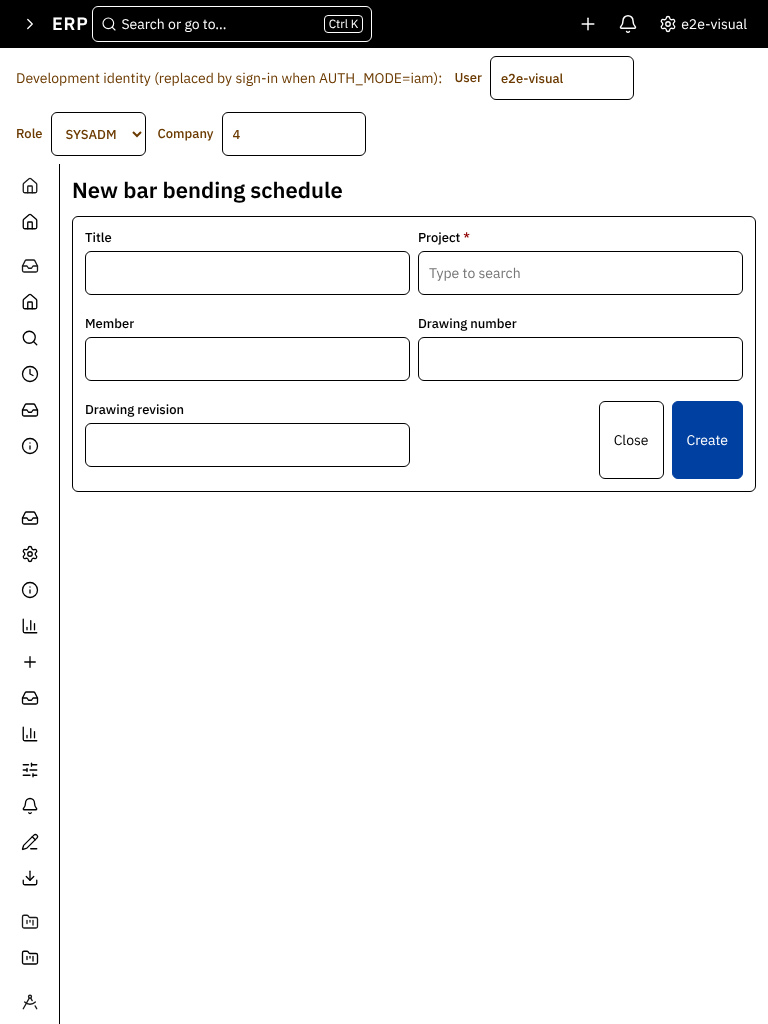 ERP Search or go to... Ctrl K e2e-visual
Development identity (replaced by sign-in when AUTH_MODE=iam): User e2e-visual
Role SYSADM Company 4
New bar bending schedule
Title Project *
Type to search
Member Drawing number
Drawing revision
Close Create